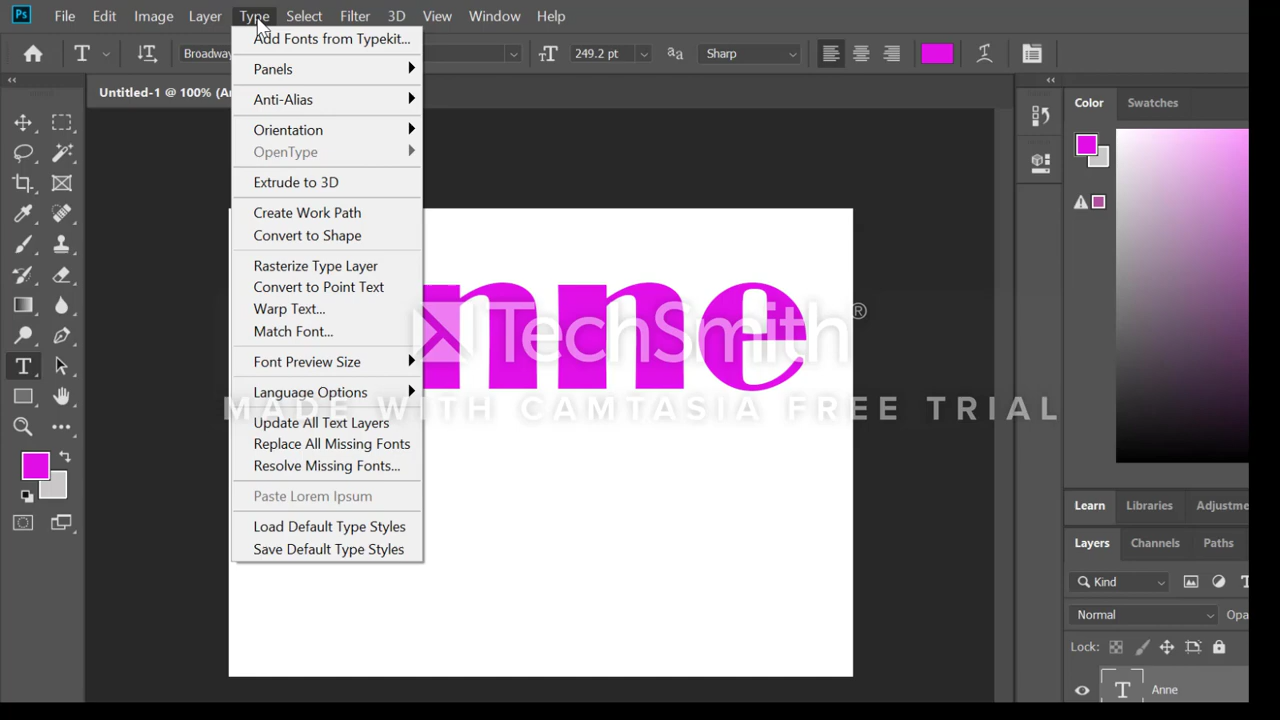 Ps File Edit Image Layer Type Select Filter 3D View Window Help
T Broadway 249.2 pt aa Sharp
Untitled-1 @ 100% (A
Add Fonts from Typekit...
Panels
Anti-Alias
Orientation
OpenType
Extrude to 3D
Create Work Path
Convert to Shape
Rasterize Type Layer
Convert to Point Text
Warp Text...
Match Font...
Font Preview Size
Language Options
Update All Text Layers
Replace All Missing Fonts
Resolve Missing Fonts...
Paste Lorem Ipsum
Load Default Type Styles
Save Default Type Styles
nne
TechSmith®
MADE WITH CAMTASIA FREE TRIAL
Color Swatches
Learn Libraries Adjustme
Layers Channels Paths
Kind
Normal Opa
Lock:
T Anne